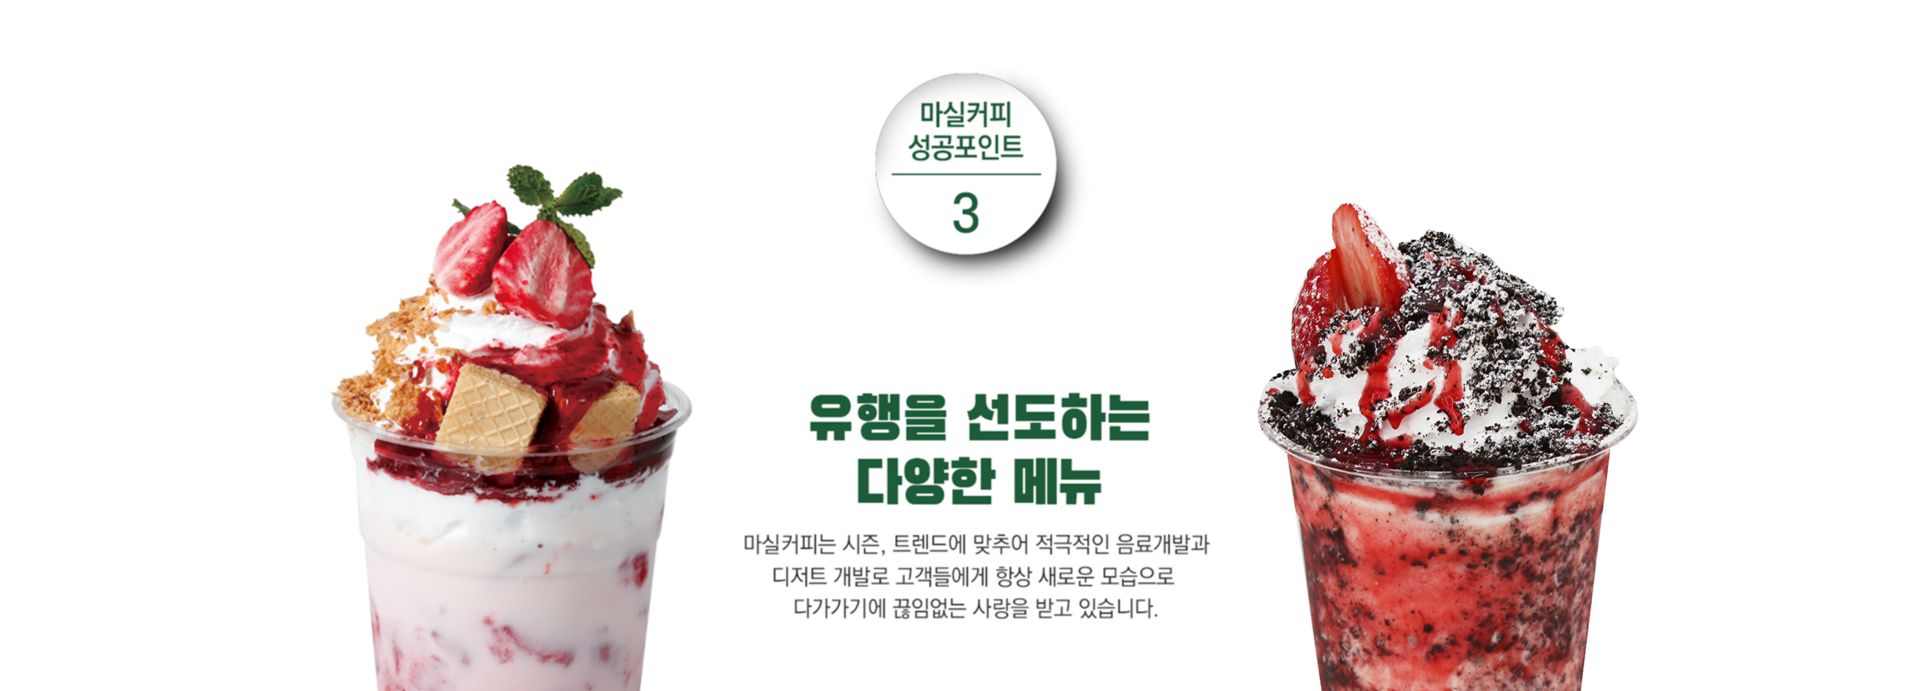 마실커피
성공포인트
3
유행을 선도하는
다양한 메뉴
마실커피는 시즌, 트렌드에 맞추어 적극적인 음료개발과
디저트 개발로 고객들에게 항상 새로운 모습으로
다가가기에 끊임없는 사랑을 받고 있습니다.